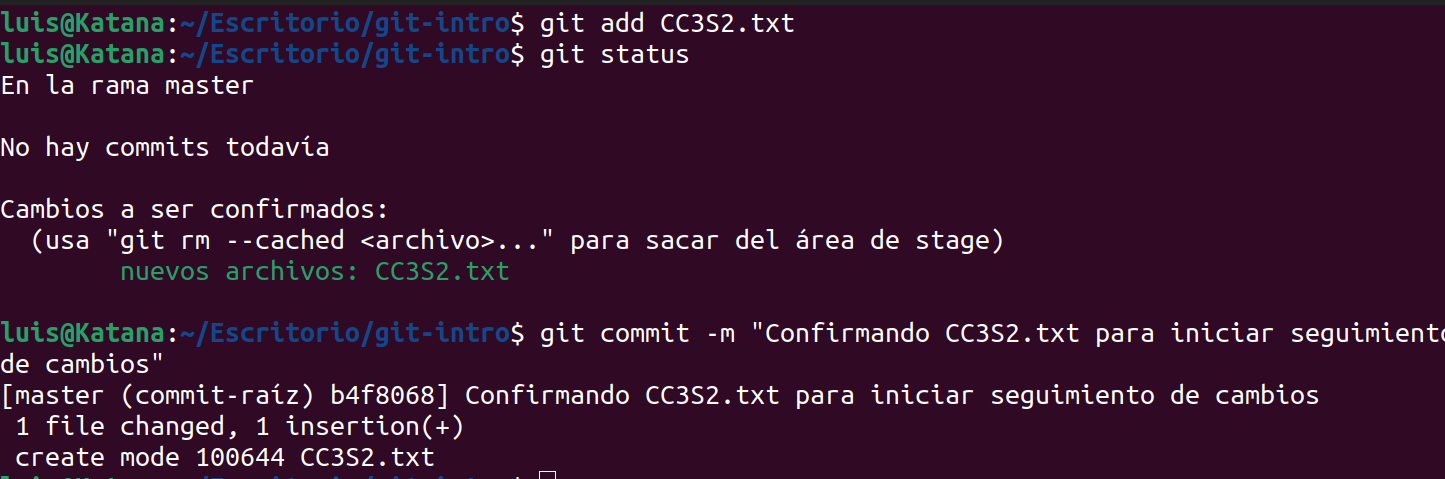 luis@Katana:~/Escritorio/git-intro$ git add CC3S2.txt
luis@Katana:~/Escritorio/git-intro$ git status
En la rama master
No hay commits todavía
Cambios a ser confirmados:
  (usa "git rm --cached <archivo>..." para sacar del área de stage)
        nuevos archivos: CC3S2.txt
luis@Katana:~/Escritorio/git-intro$ git commit -m "Confirmando CC3S2.txt para iniciar seguimiento
de cambios"
[master (commit-raíz) b4f8068] Confirmando CC3S2.txt para iniciar seguimiento de cambios
 1 file changed, 1 insertion(+)
 create mode 100644 CC3S2.txt